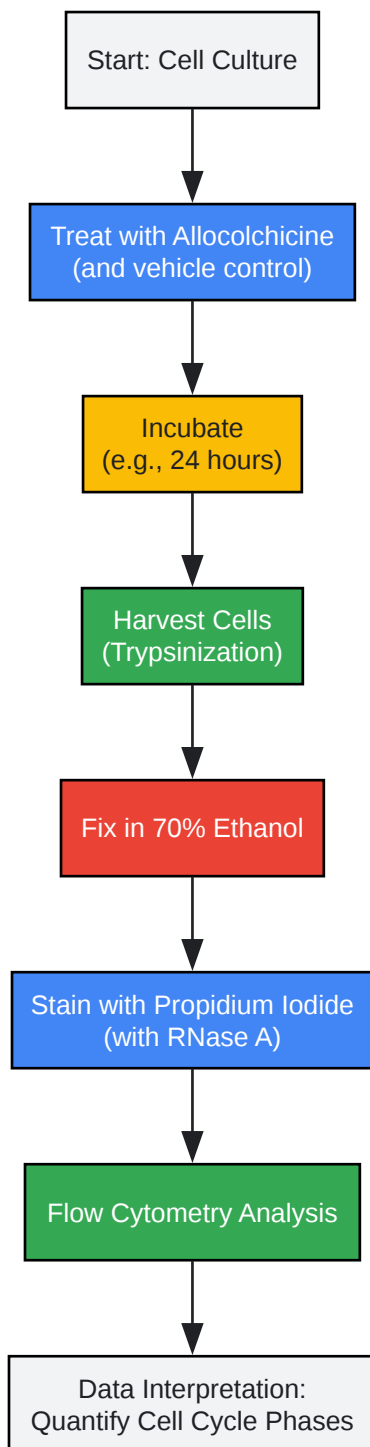 Start: Cell Culture
Treat with Allocolchicine
(and vehicle control)
Incubate
(e.g., 24 hours)
Harvest Cells
(Trypsinization)
Fix in 70% Ethanol
Stain with Propidium Iodide
(with RNase A)
Flow Cytometry Analysis
Data Interpretation:
Quantify Cell Cycle Phases